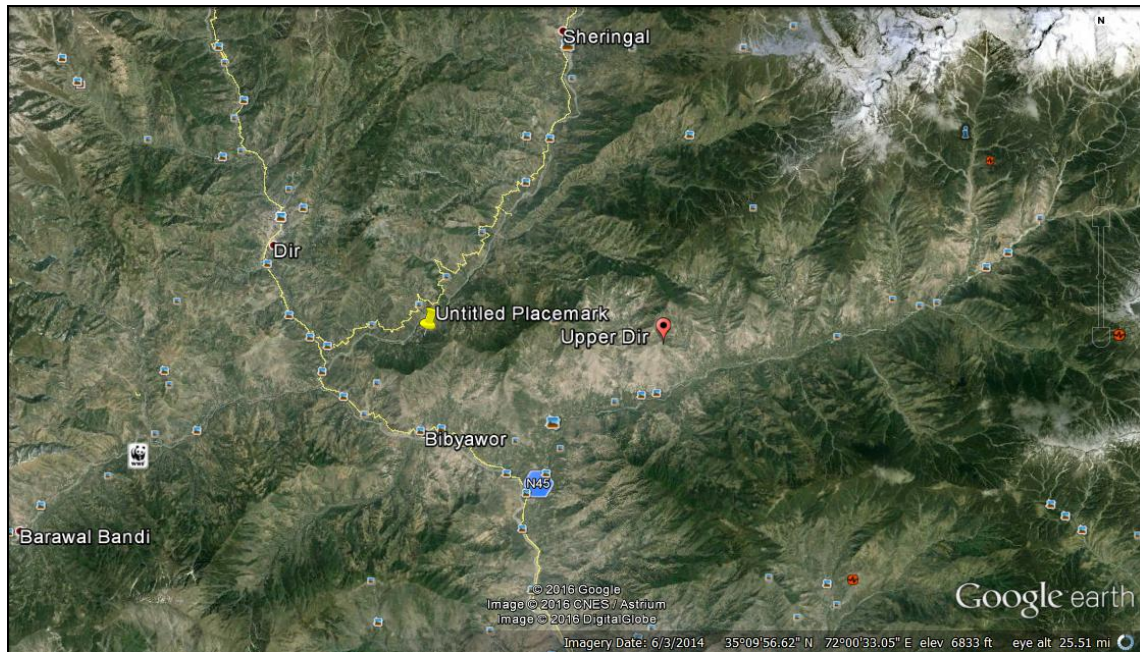 N
Sheringal
Dir
Untitled Placemark
Upper Dir
Bibyawor
WWF
N45
Barawal Bandi
© 2016 Google
Image © 2016 CNES / Astrium
Image © 2016 DigitalGlobe
Google earth
Imagery Date: 6/3/2014 35°09'56.62" N 72°00'33.05" E elev 6833 ft eye alt 25.51 mi